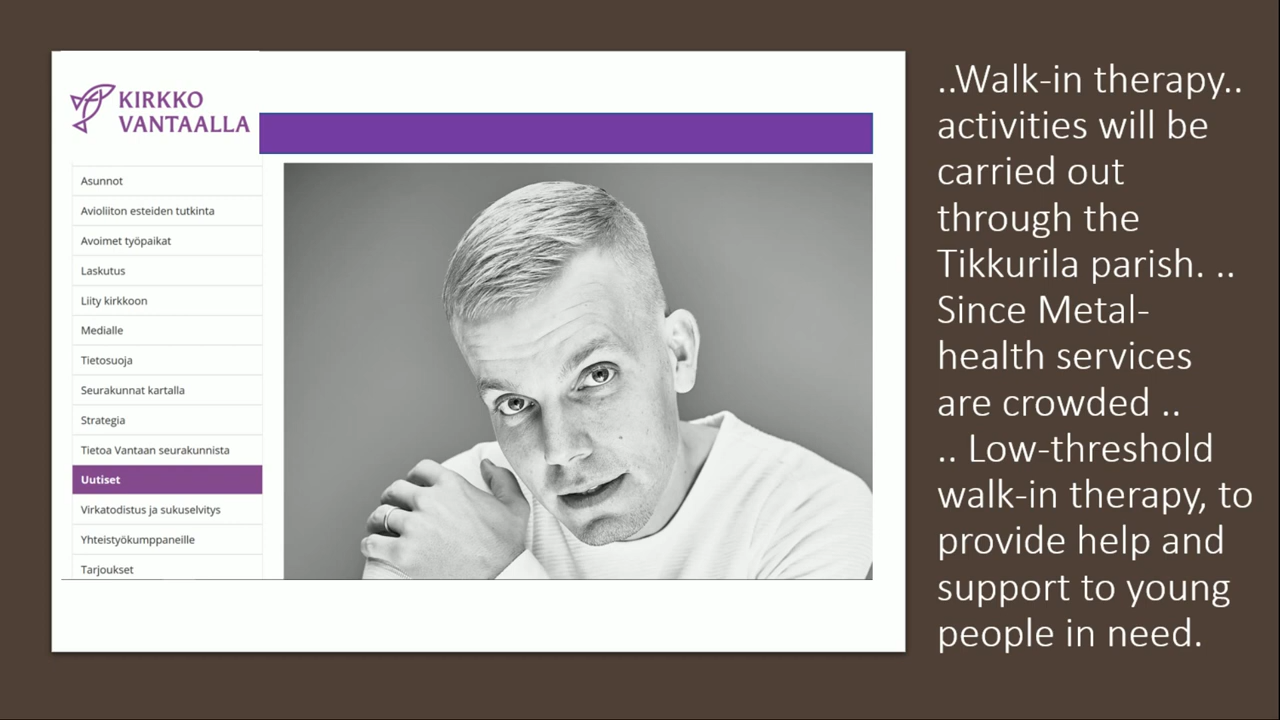 KIRKKO
VANTAALLA
Asunnot
Avioliiton esteiden tutkinta
Avoimet työpaikat
Laskutus
Liity kirkkoon
Medialle
Tietosuoja
Seurakunnat kartalla
Strategia
Tietoa Vantaan seurakunnista
Uutiset
Virkatodistus ja sukuselvitys
Yhteistyökumppaneille
Tarjoukset
..Walk-in therapy..
activities will be
carried out
through the
Tikkurila parish. ..
Since Metal-
health services
are crowded ..
.. Low-threshold
walk-in therapy, to
provide help and
support to young
people in need.